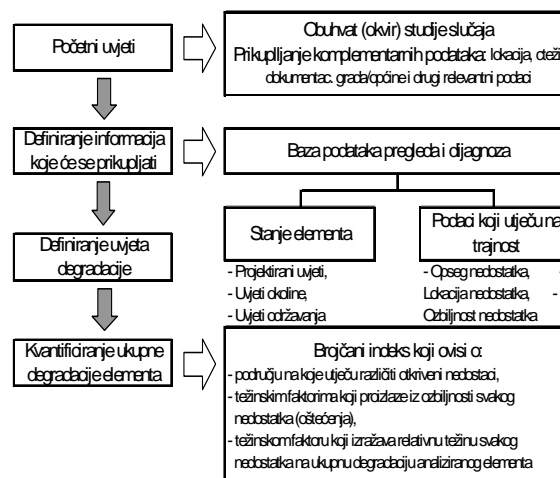 Početni uvjeti
Obuhvat (okvir) studije slučaja
Prikuplijanje komplementarnih podataka: lokacija,
dokumentac. grada/općine i drugi relevantni podaci
Definiranje informacija
koje će se prikupljati
Baza podataka pregleda i dijagnoza
Stanje elementa
- Projektirani uvjeti,
- Uvjeti okoline,
- Uvjeti održavanja
Podaci koji utječu na
trajnost
- Opseg nedostatka, -
Lokacija nedostatka, -
Ozbiljnost nedostatka
Definiranje uvjeta
degradacije
Kvantificiranje ukupne
degradacije elementa
Brojčani indeks koji ovisi o:
- području na koje utječu različiti otkriveni nedostaci,
- težinskim faktorima koji proizlaze iz ozbiljnosti svakog
nedostatka (oštećenja),
- težinskom faktoru koji izražava relativnu težinu svakog
nedostatka na ukupnu degradaciju analiziranog elementa